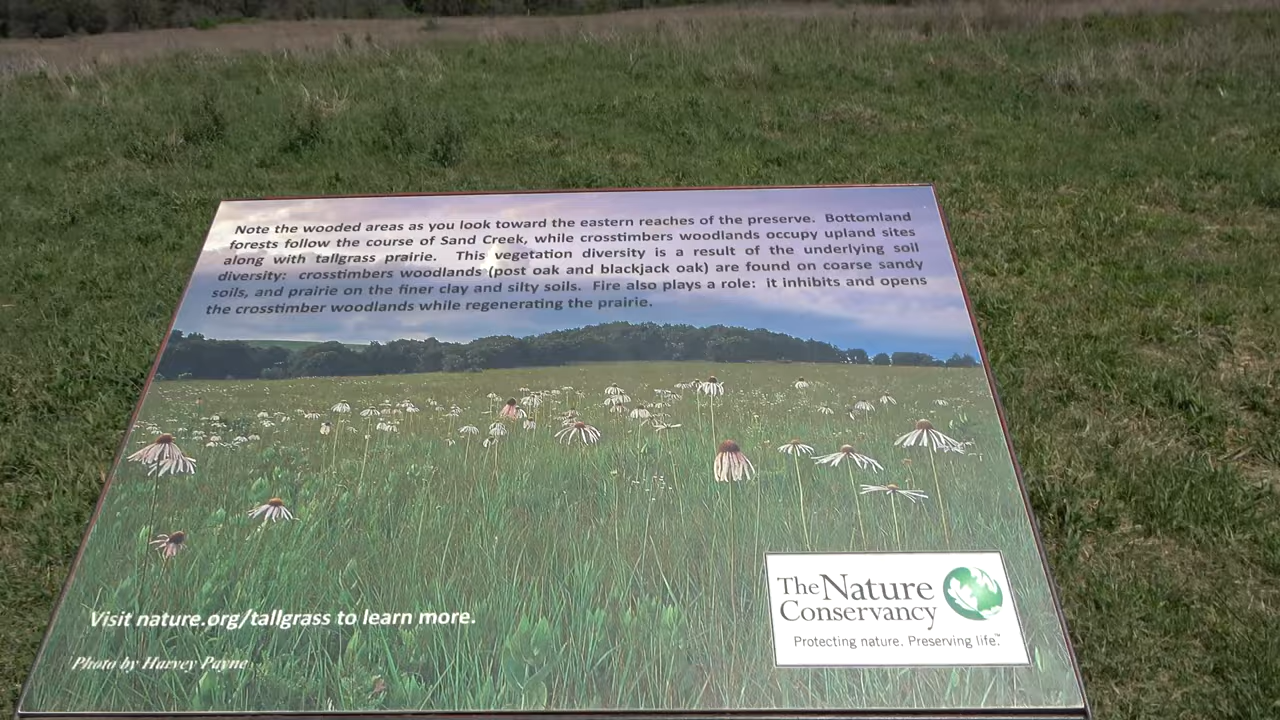 Note the wooded areas as you look toward the eastern reaches of the preserve. Bottomland
forests follow the course of Sand Creek, while crosstimbers woodlands occupy upland sites
along with tallgrass prairie. This vegetation diversity is a result of the underlying soil
diversity: crosstimbers woodlands (post oak and blackjack oak) are found on coarse sandy
soils, and prairie on the finer clay and silty soils. Fire also plays a role: it inhibits and opens
the crosstimber woodlands while regenerating the prairie.
Visit nature.org/tallgrass to learn more.
Photo by Harvey Payne
The Nature
Conservancy
Protecting nature. Preserving life.™